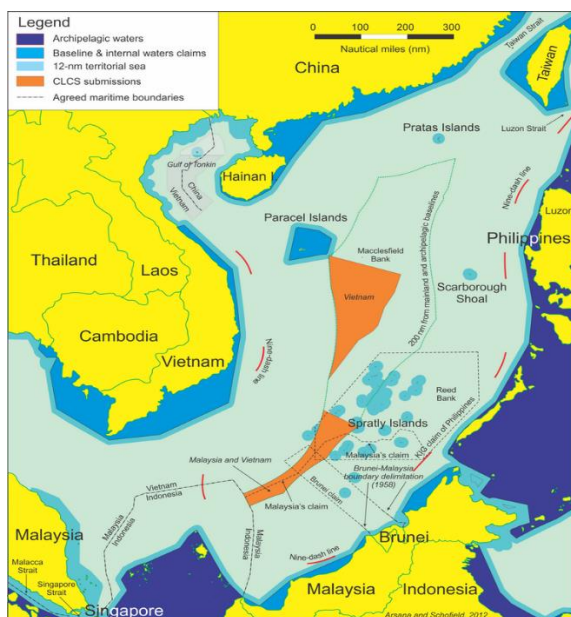 Legend
Archipelagic waters
Baseline & internal waters claims
12-nm territorial sea
CLCS submissions
Agreed maritime boundaries
0 100 200 300
Nautical miles (nm)
China
Taiwan Strait
Taiwan
Luzon Strait
Pratas Islands
Gulf of Tonkin
China
Vietnam
Hainan I
Nine-dash line
Luzon
Paracel Islands
Macclesfield
Bank
Philippines
Thailand
Laos
Vietnam
Scarborough
Shoal
200 nm from mainland and archipelagic baselines
Cambodia
Vietnam
Nine-dash line
Reed
Bank
Spratly Islands
KIG claim of Philippines
Malaysia's claim
Malaysia and Vietnam
Brunei-Malaysia
boundary delimitation
(1958)
Vietnam
Indonesia
Malaysia's claim
Brunei claim
Malaysia
Indonesia
Malaysia
Indonesia
Malaysia
Malacca
Strait
Singapore
Strait
Singapore
Nine-dash line
Brunei
Malaysia
Indonesia
Arsana and Schofield, 2012